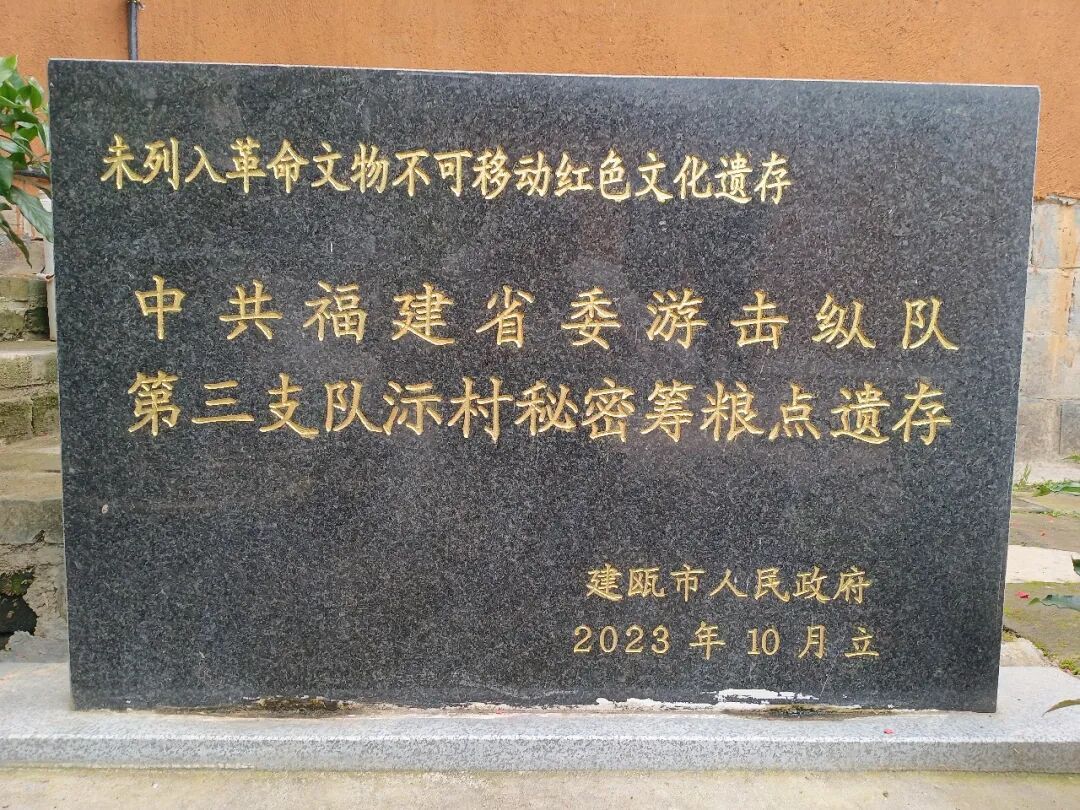 未列入革命文物不可移动红色文化遗存
中共福建省委游击纵队
第三支队沶村秘密筹粮点遗存
建瓯市人民政府
2023年10月立